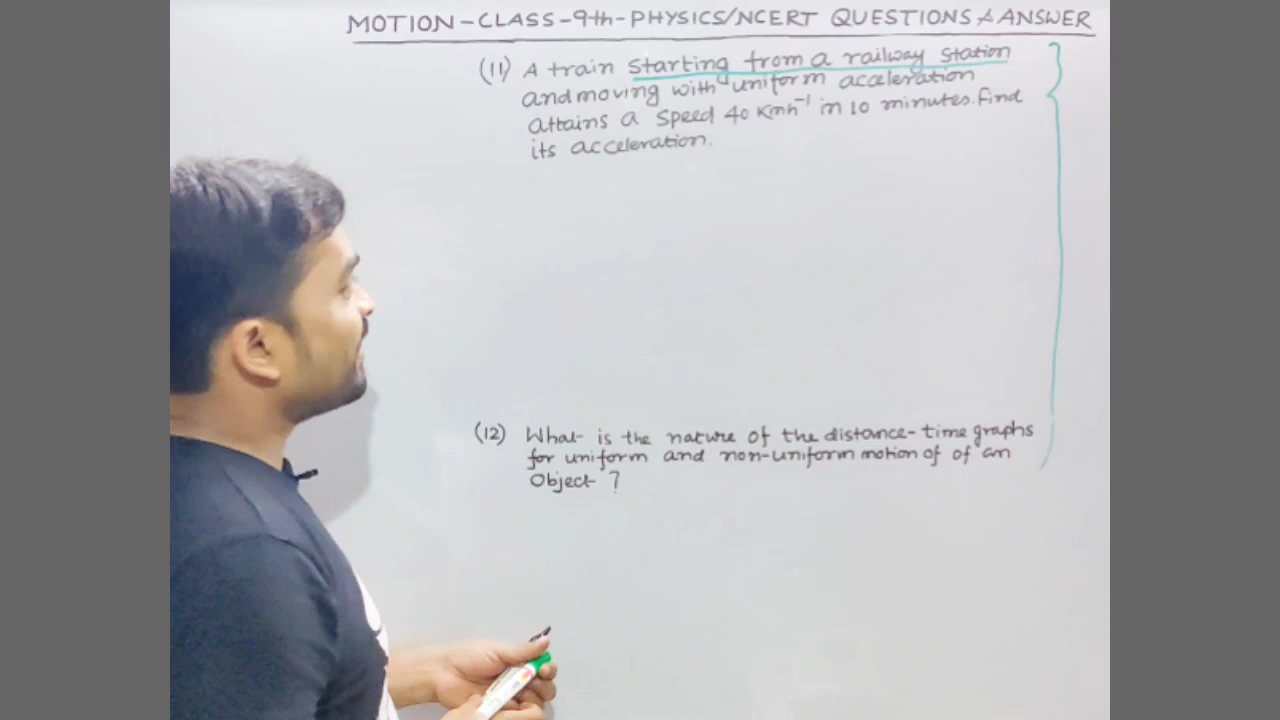 MOTION-CLASS-9th-PHYSICS/NCERT QUESTIONS & ANSWER
(11) A train starting from a railway station
and moving with uniform acceleration
attains a speed 40 Kmh⁻¹ in 10 minutes. find
its acceleration.
(12) What is the nature of the distance-time graphs
for uniform and non-uniform motion of of an
Object ?